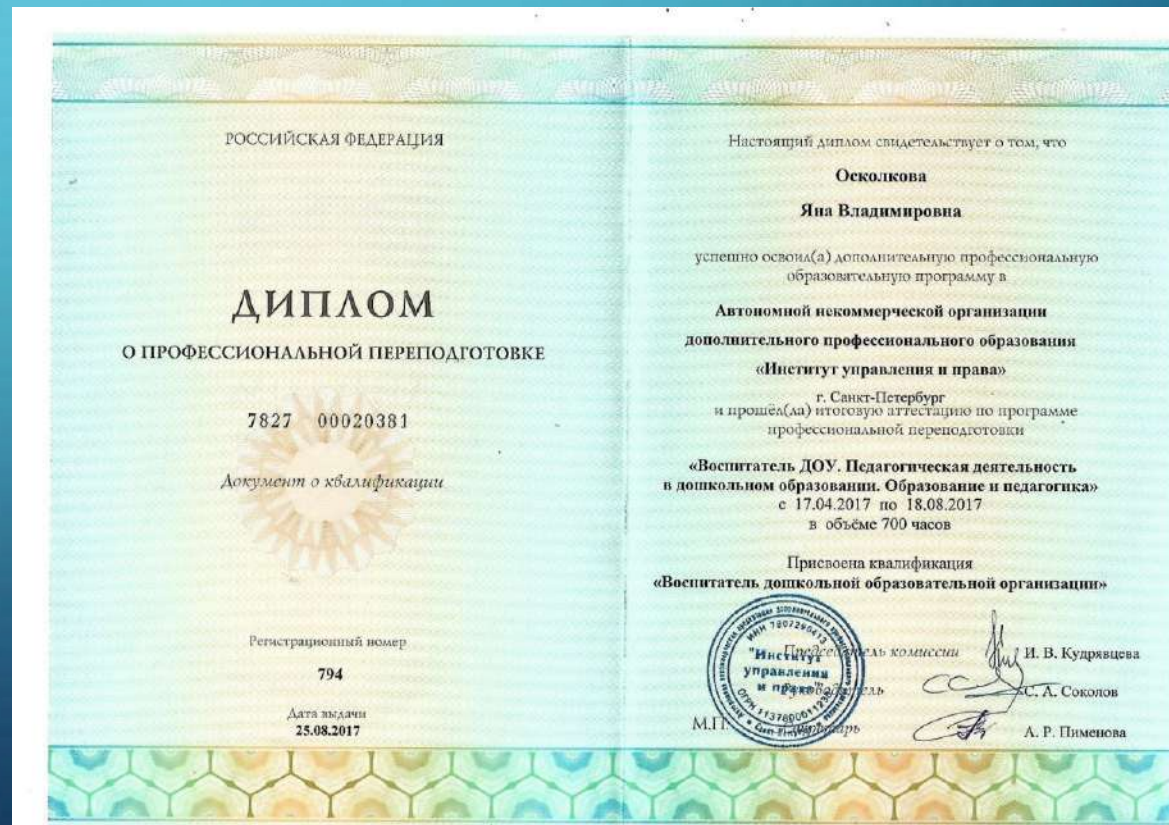 РОССИЙСКАЯ ФЕДЕРАЦИЯ
ДИПЛОМ
О ПРОФЕССИОНАЛЬНОЙ ПЕРЕПОДГОТОВКЕ
7827 00020381
Документ о квалификации
Регистрационный номер
794
Дата выдачи
25.08.2017
Настоящий диплом свидетельствует о том, что
Осколкова
Яна Владимировна
успешно освоил(а) дополнительную профессиональную
образовательную программу в
Автономной некоммерческой организации
дополнительного профессионального образования
«Институт управления и права»
г. Санкт-Петербург
и прошёл(ла) итоговую аттестацию по программе
профессиональной переподготовки
«Воспитатель ДОУ. Педагогическая деятельность
в дошкольном образовании. Образование и педагогика»
с 17.04.2017 по 18.08.2017
в объёме 700 часов
Присвоена квалификация
«Воспитатель дошкольной образовательной организации»
Председатель комиссии И. В. Кудрявцева
Руководитель С. А. Соколов
М.П. Секретарь А. Р. Пименова
"Институт
управления
и права"